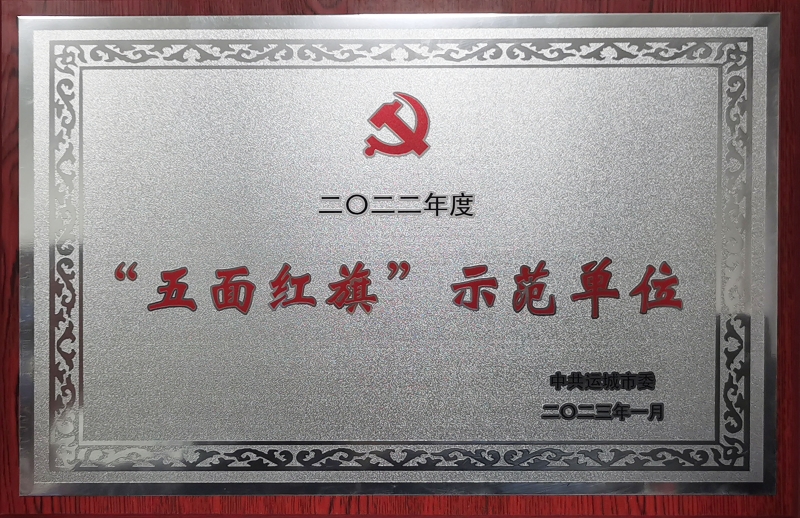 二〇二二年度
“五面红旗”示范单位
中共运城市委
二〇二三年一月